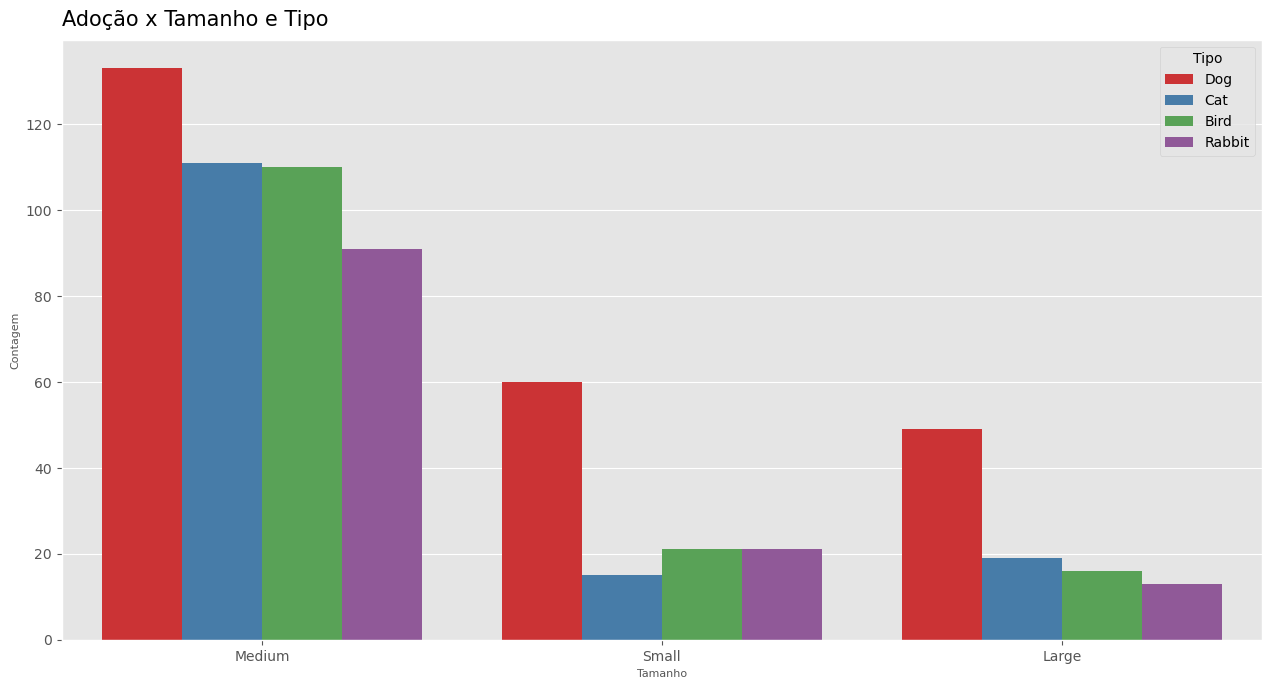 Adoção x Tamanho e Tipo
Tipo
Dog
Cat
Bird
Rabbit
120
100
80
60
40
20
0
Contagem
Medium
Small
Large
Tamanho